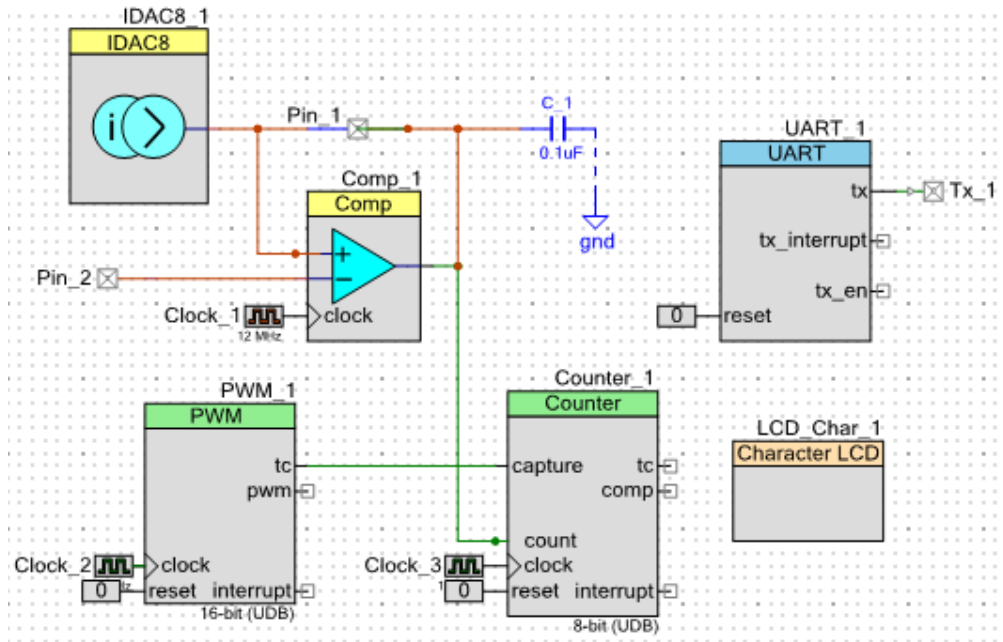 IDAC8_1
IDAC8
i
Pin_1
C_1
0.1uF
gnd
Comp_1
Comp
+
−
Pin_2
Clock_1
12 MHz
clock
UART_1
UART
tx
Tx_1
tx_interrupt
tx_en
0
reset
PWM_1
PWM
tc
pwm
Clock_2
clock
0
reset
interrupt
16-bit (UDB)
Counter_1
Counter
capture
tc
comp
count
Clock_3
clock
0
reset
interrupt
8-bit (UDB)
LCD_Char_1
Character LCD